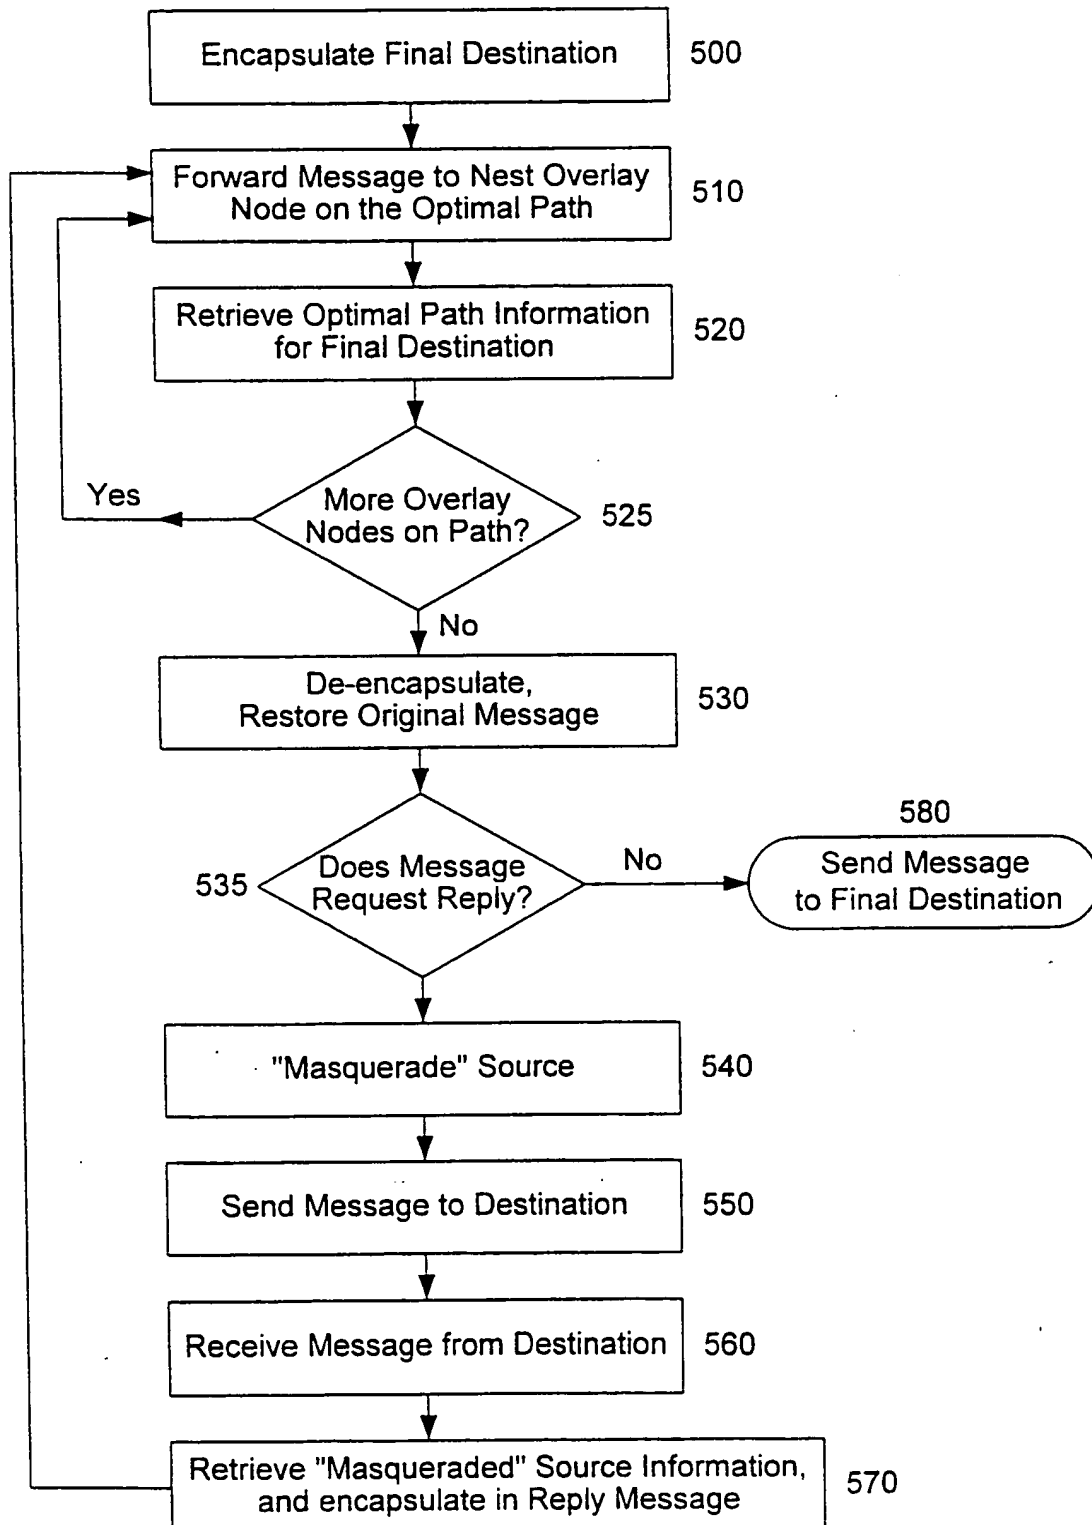 Encapsulate Final Destination
500
Forward Message to Nest Overlay
Node on the Optimal Path
510
Retrieve Optimal Path Information
for Final Destination
520
More Overlay
Nodes on Path?
525
Yes
No
De-encapsulate,
Restore Original Message
530
Does Message
Request Reply?
535
No
580
Send Message
to Final Destination
"Masquerade" Source
540
Send Message to Destination
550
Receive Message from Destination
560
Retrieve "Masqueraded" Source Information,
and encapsulate in Reply Message
570